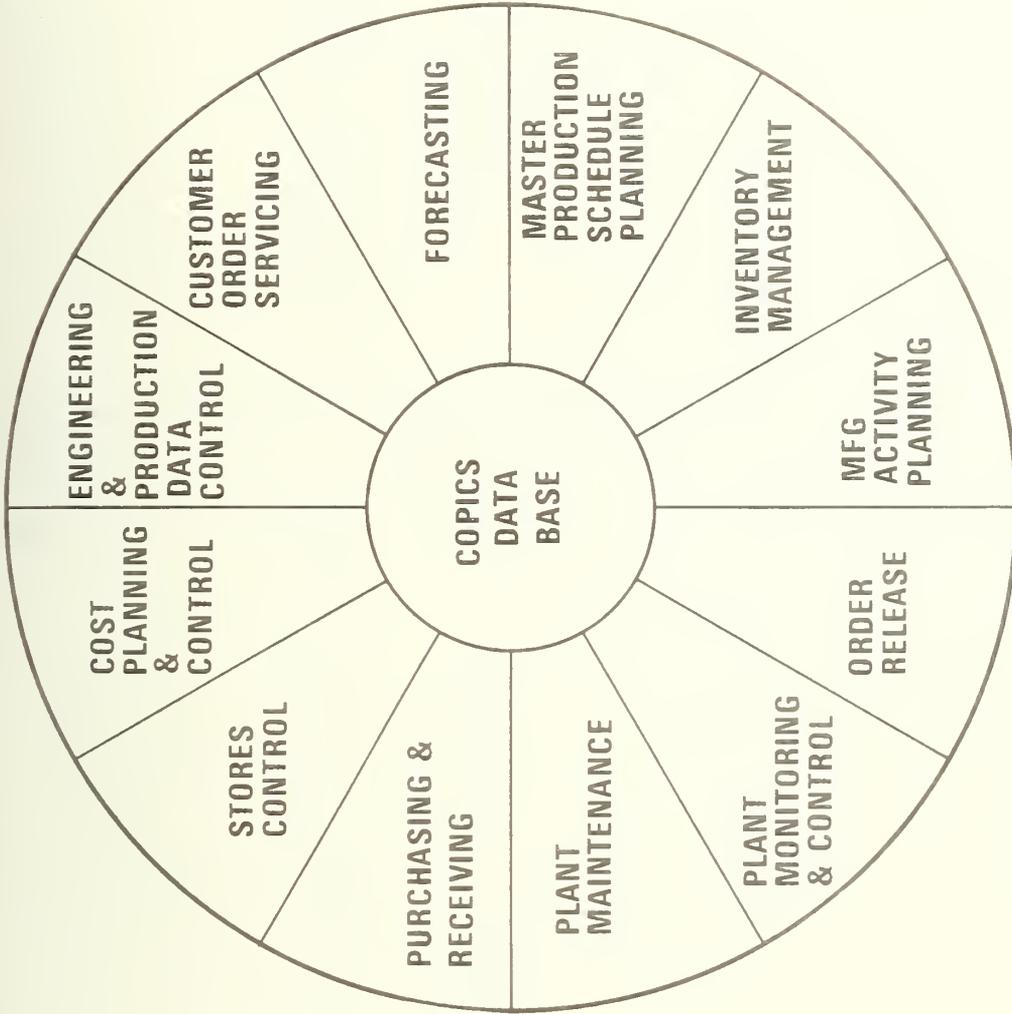 ENGINEERING
&
PRODUCTION
DATA
CONTROL
CUSTOMER
ORDER
SERVICING
FORECASTING
MASTER
PRODUCTION
SCHEDULE
PLANNING
INVENTORY
MANAGEMENT
MFG
ACTIVITY
PLANNING
ORDER
RELEASE
PLANT
MONITORING
& CONTROL
PLANT
MAINTENANCE
PURCHASING &
RECEIVING
STORES
CONTROL
COST
PLANNING
&
CONTROL
COPICS
DATA
BASE